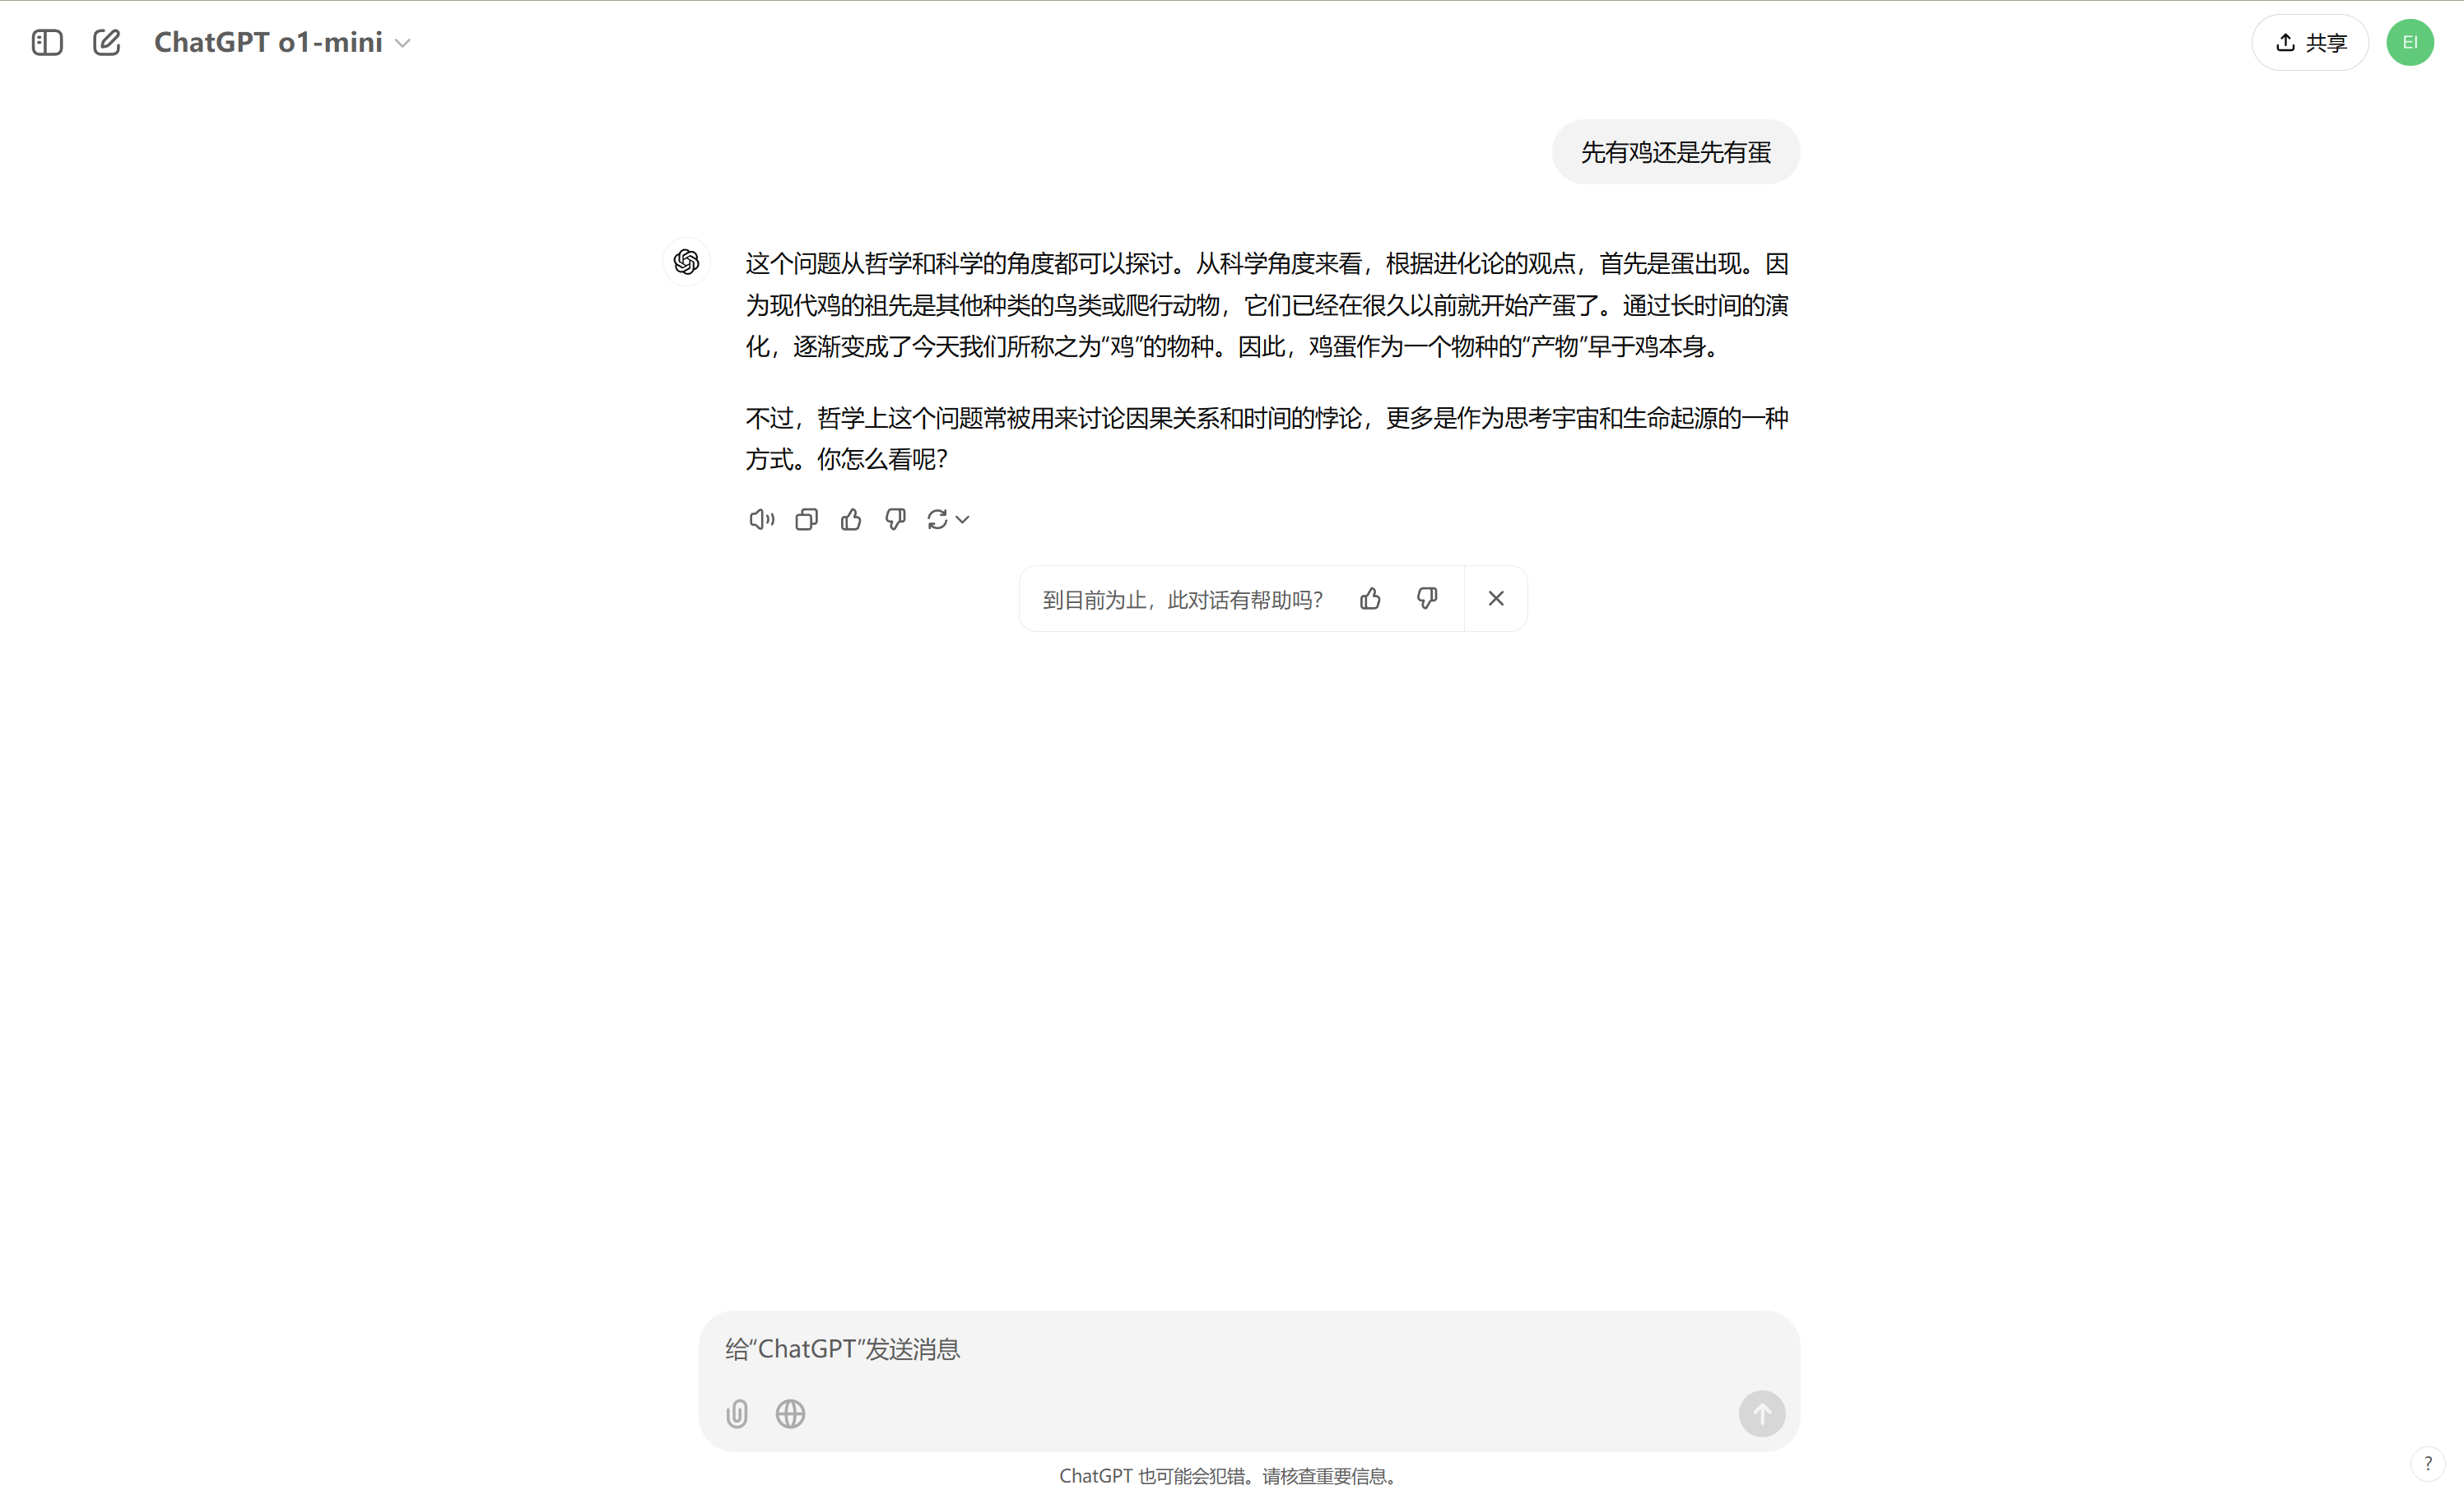 ChatGPT o1-mini
共享
EI
先有鸡还是先有蛋
这个问题从哲学和科学的角度都可以探讨。从科学角度来看，根据进化论的观点，首先是蛋出现。因
为现代鸡的祖先是其他种类的鸟类或爬行动物，它们已经在很久以前就开始产蛋了。通过长时间的演
化，逐渐变成了今天我们所称之为“鸡”的物种。因此，鸡蛋作为一个物种的“产物”早于鸡本身。
不过，哲学上这个问题常被用来讨论因果关系和时间的悖论，更多是作为思考宇宙和生命起源的一种
方式。你怎么看呢？
到目前为止，此对话有帮助吗？
给“ChatGPT”发送消息
ChatGPT 也可能会犯错。请核查重要信息。
?